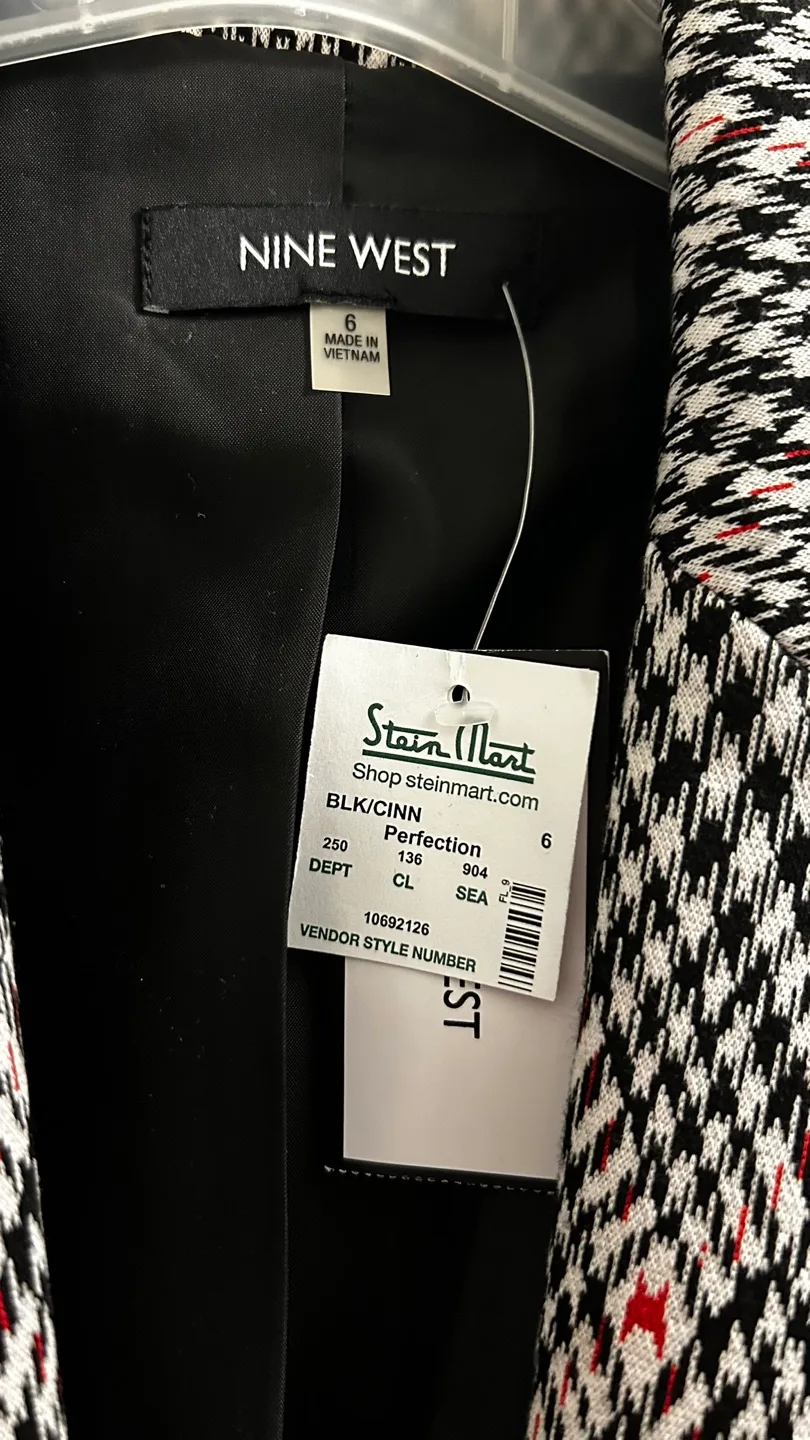 NINE WEST
6
MADE IN
VIETNAM
Stein Mart
Shop steinmart.com
BLK/CINN
Perfection 6
250 136 904
DEPT CL SEA
FL_9
10692126
VENDOR STYLE NUMBER
EST